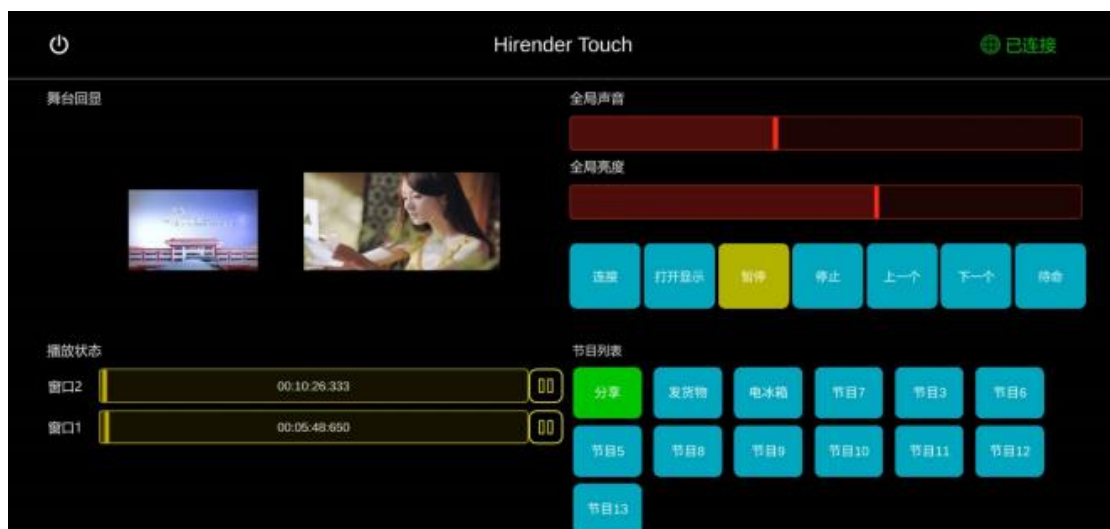 Hirender Touch
已连接
舞台回显
全局声音
全局亮度
连接 打开显示 暂停 停止 上一个 下一个 待命
播放状态
窗口2 00:10:26.333
窗口1 00:05:48.650
节目列表
分享 发货物 电冰箱 节目7 节目3 节目6
节目5 节目8 节目9 节目10 节目11 节目12
节目13